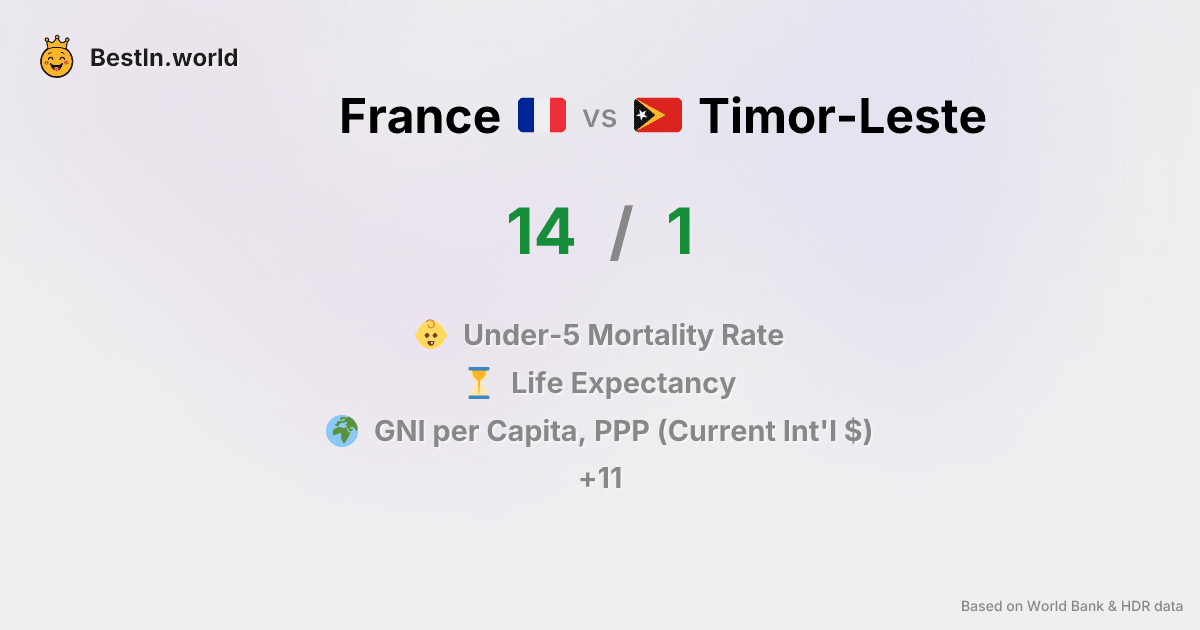 BestIn.world
France vs Timor-Leste
14 / 1
Under-5 Mortality Rate
Life Expectancy
GNI per Capita, PPP (Current Int'l $)
+11
Based on World Bank & HDR data